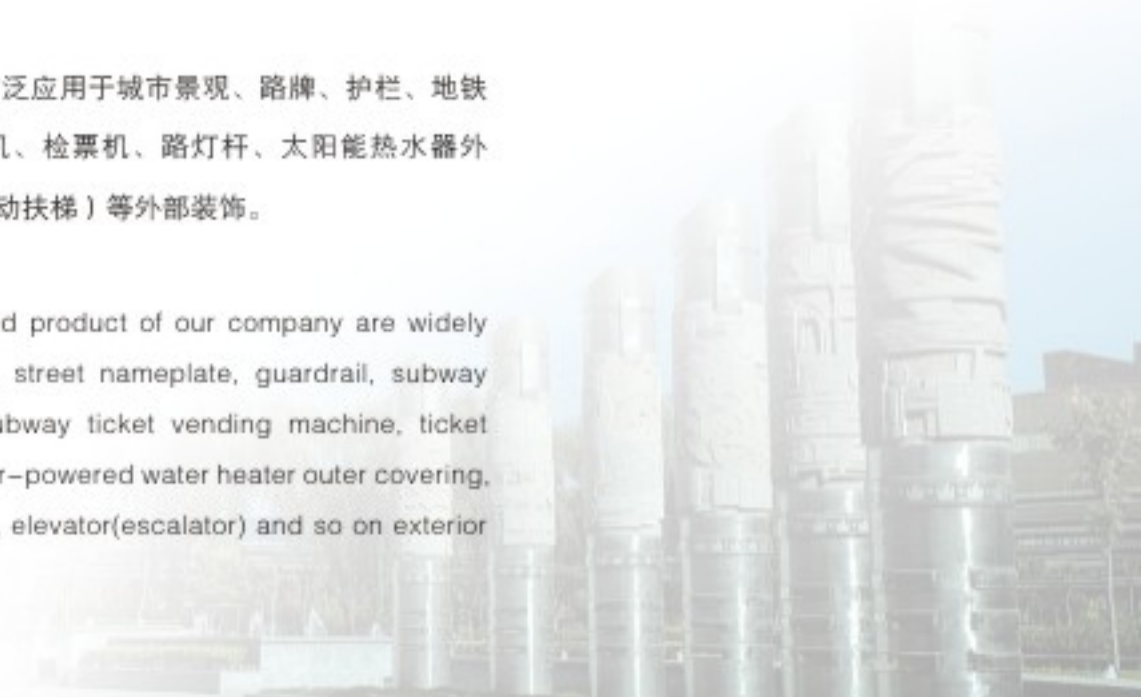 泛应用于城市景观、路牌、护栏、地铁
、检票机、路灯杆、太阳能热水器外
动扶梯）等外部装饰。
d product of our company are widely
street nameplate, guardrail, subway
ubway ticket vending machine, ticket
r-powered water heater outer covering,
elevator(escalator) and so on exterior